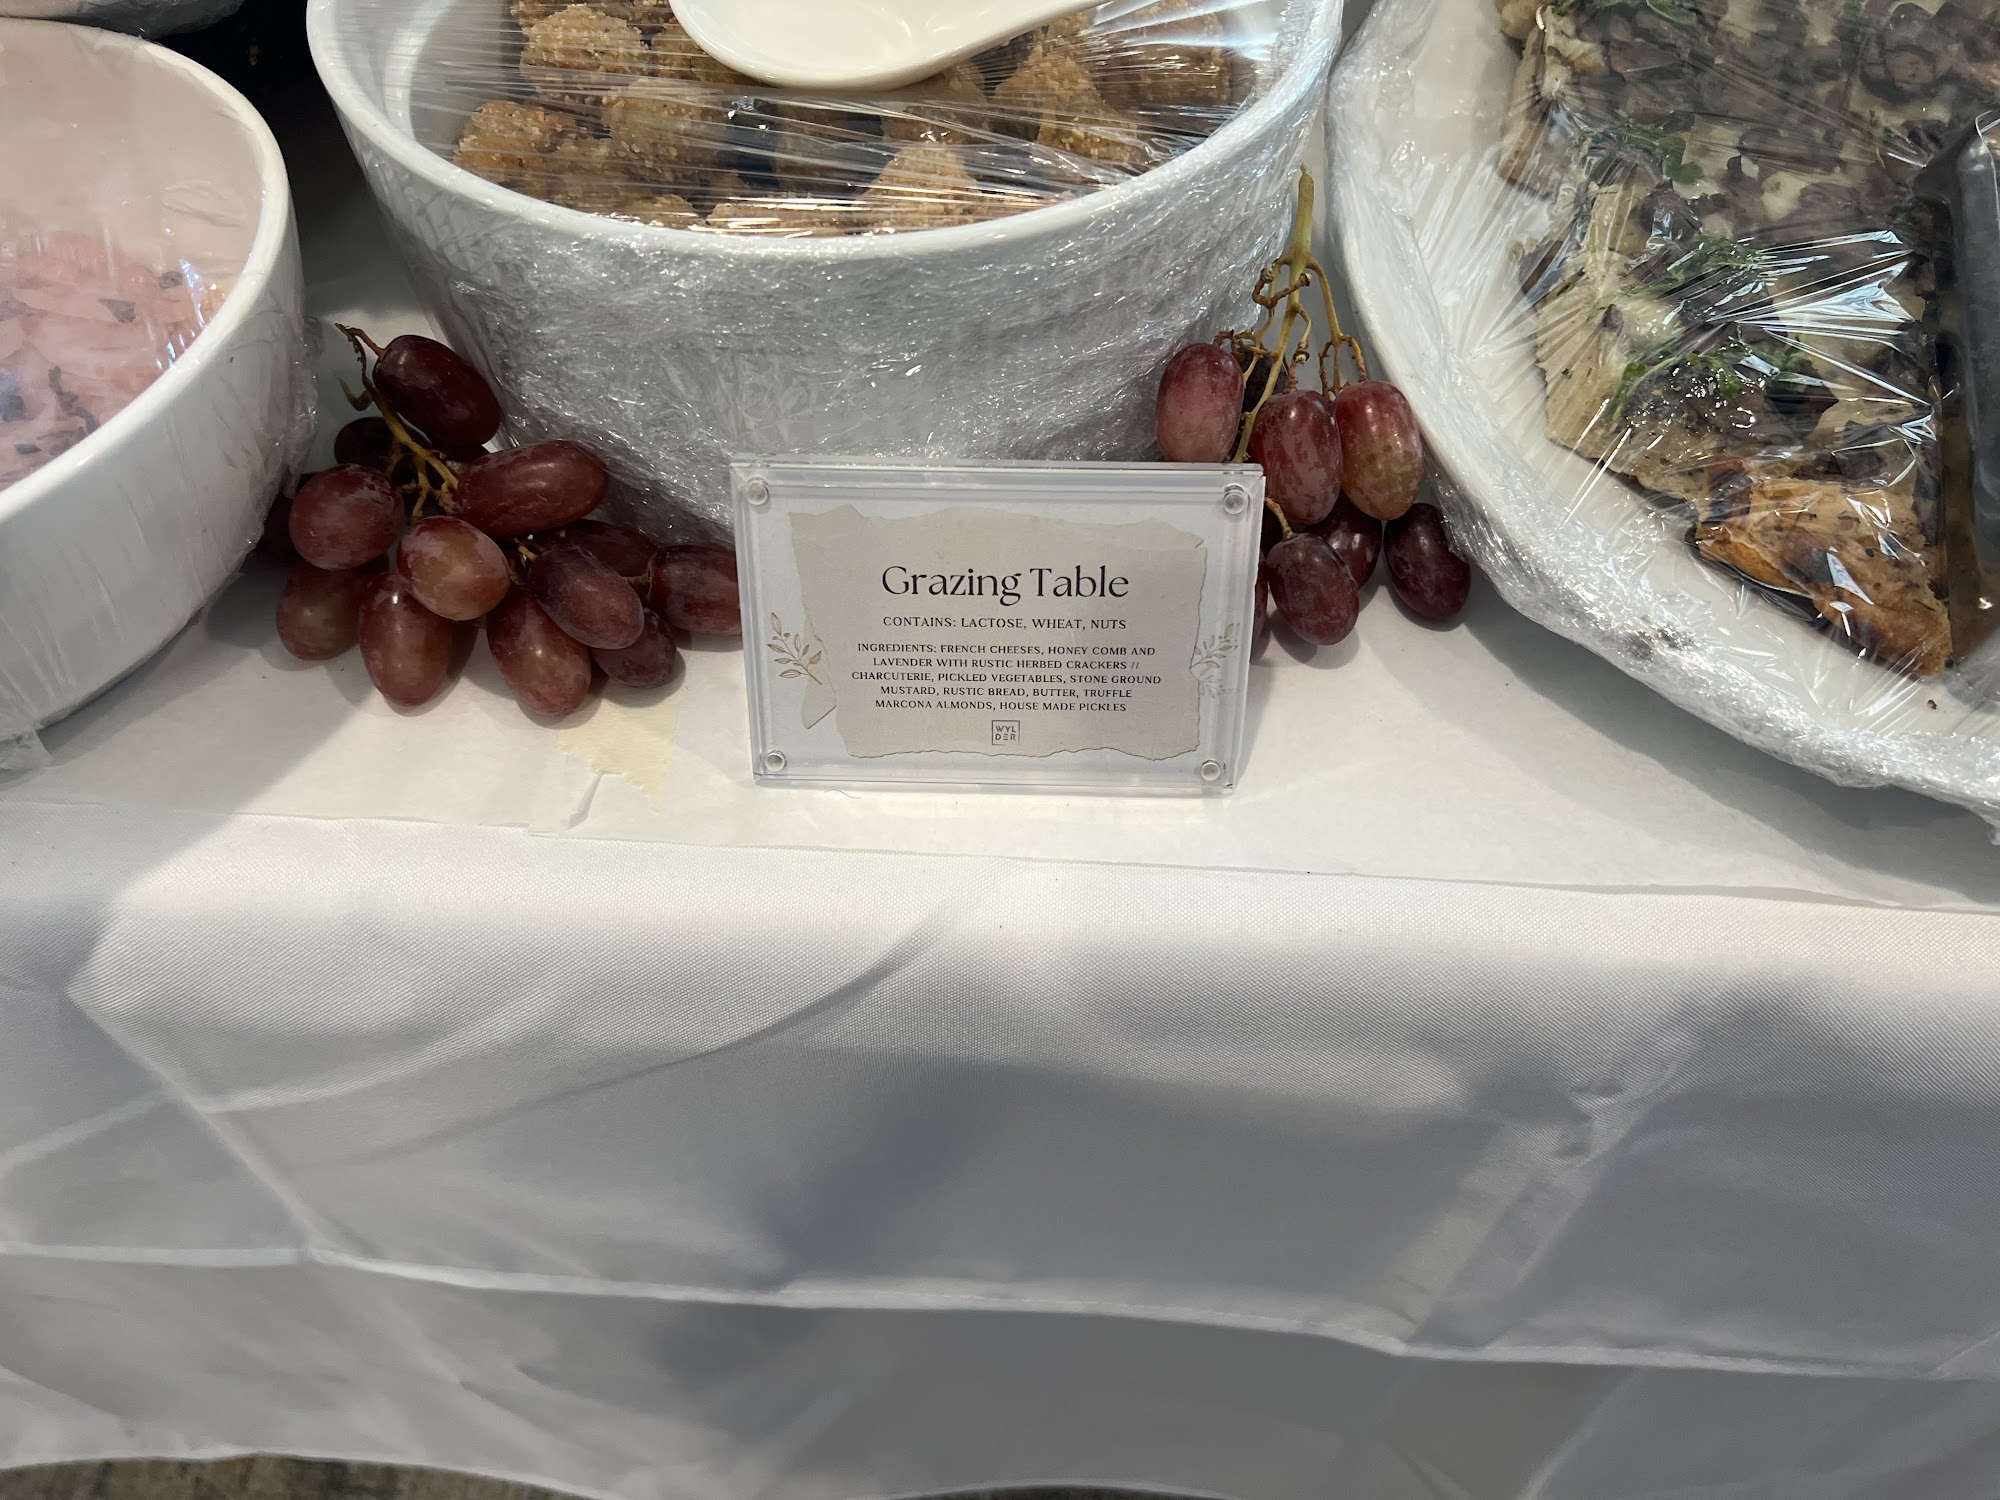 Grazing Table
CONTAINS: LACTOSE, WHEAT, NUTS
INGREDIENTS: FRENCH CHEESES, HONEY COMB AND
LAVENDER WITH RUSTIC HERBED CRACKERS //
CHARCUTERIE, PICKLED VEGETABLES, STONE GROUND
MUSTARD, RUSTIC BREAD, BUTTER, TRUFFLE
MARCONA ALMONDS, HOUSE MADE PICKLES
WYL
DER